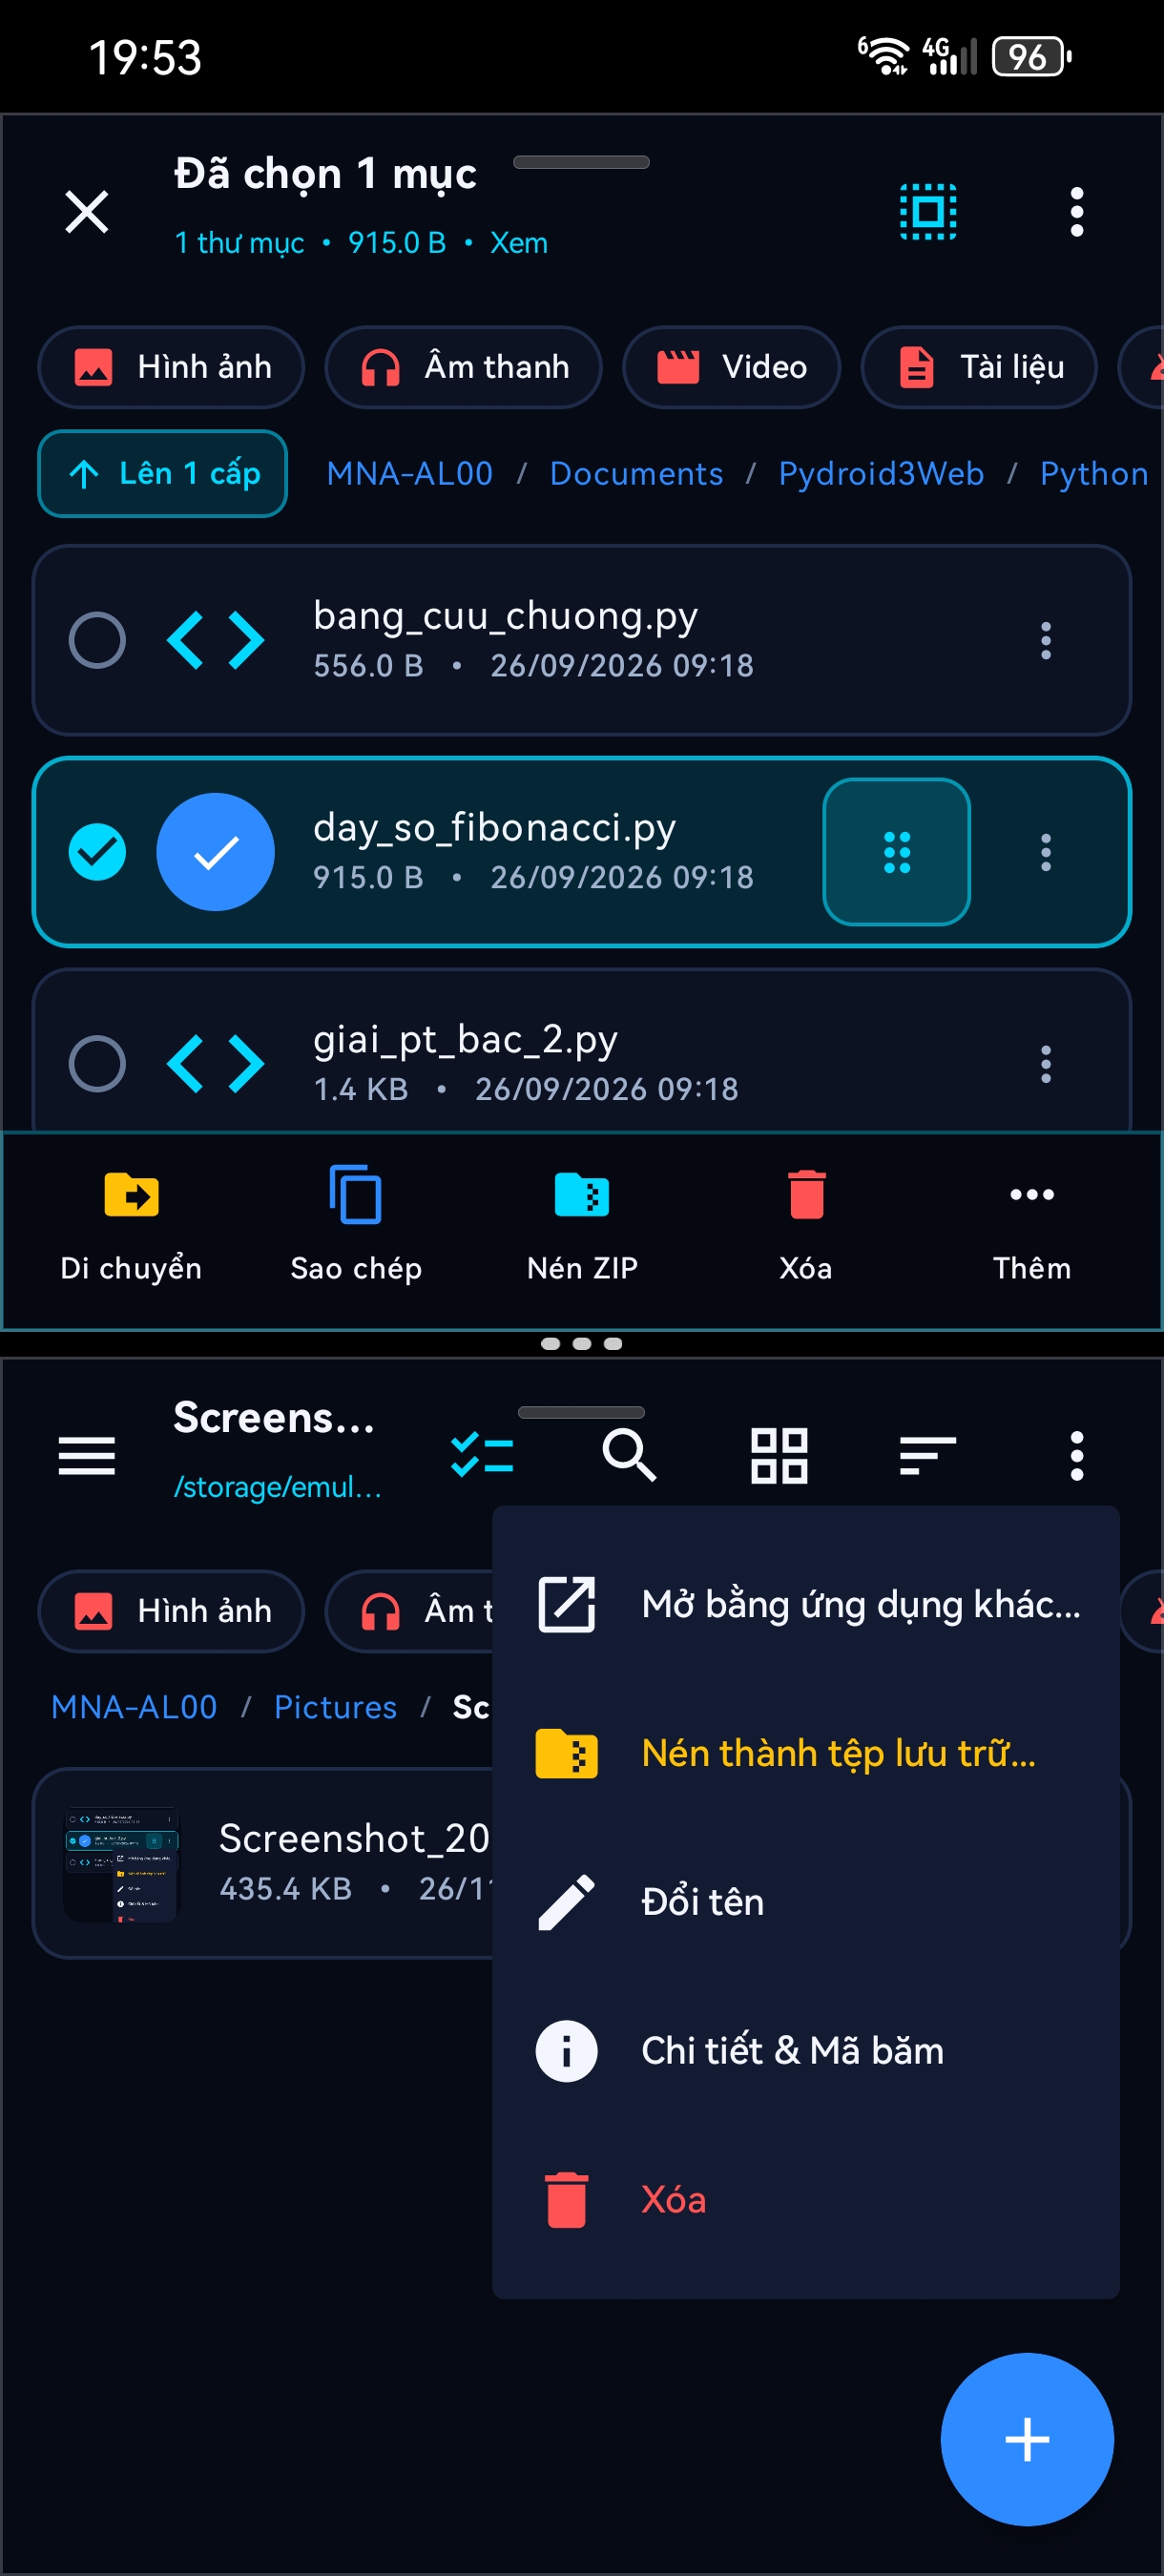 19:53
6 4G 96
Đã chọn 1 mục
1 thư mục • 915.0 B • Xem
Hình ảnh Âm thanh Video Tài liệu
Lên 1 cấp MNA-AL00 / Documents / Pydroid3Web / Python
bang_cuu_chuong.py
556.0 B • 26/09/2026 09:18
day_so_fibonacci.py
915.0 B • 26/09/2026 09:18
giai_pt_bac_2.py
1.4 KB • 26/09/2026 09:18
Di chuyển Sao chép Nén ZIP Xóa Thêm
Screens...
/storage/emul...
Mở bằng ứng dụng khác...
Hình ảnh Âm t
MNA-AL00 / Pictures / Sc
Nén thành tệp lưu trữ...
Screenshot_20
435.4 KB • 26/11
Đổi tên
Chi tiết & Mã băm
Xóa